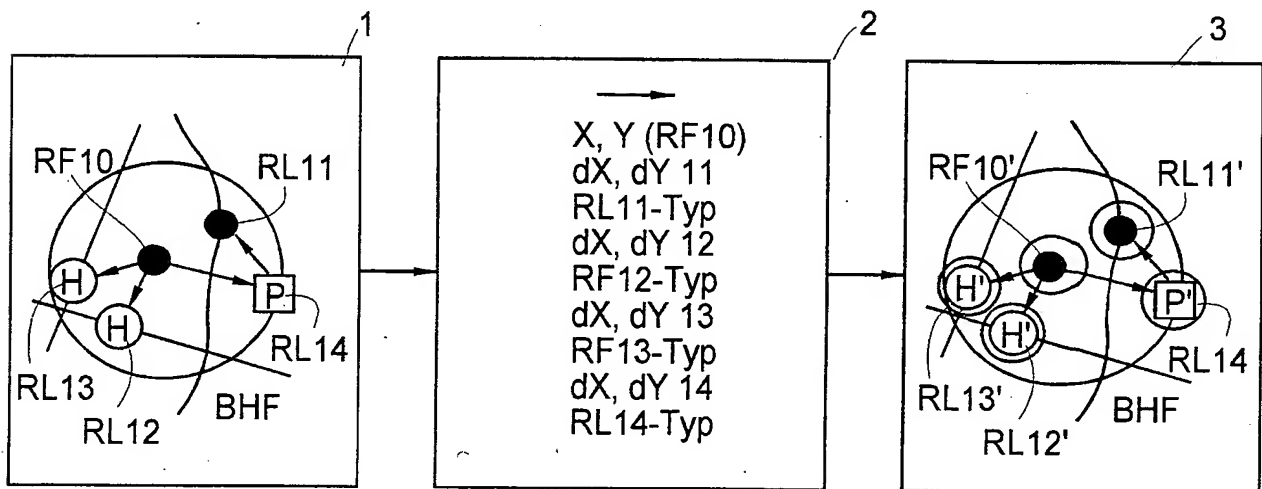 1
RF10
RL11
H
H
P
RL14
RL13
BHF
RL12
2
X, Y (RF10)
dX, dY 11
RL11-Typ
dX, dY 12
RF12-Typ
dX, dY 13
RF13-Typ
dX, dY 14
RL14-Typ
3
RF10'
RL11'
H'
H'
P'
RL14
RL13'
BHF
RL12'